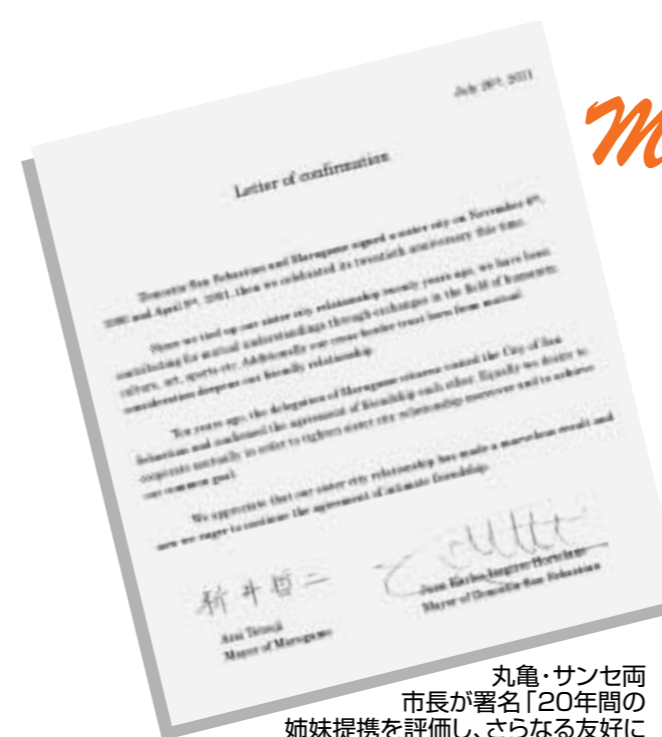 M
July 2011
Letter of confirmation
San Sebastian and Marugame signed a sister city on November
and April then we celebrated its twentieth anniversary this time.
Since we tied up our sister city relationship twenty years ago, we have been
contributing for mutual understandings through exchanges in the field of
culture, art, sports etc. Additionally our cross-border trust born from mutual
consideration deepens our friendly relationship.
Ten years ago, the delegation of Marugame citizens visited the City of San
Sebastian and confirmed the agreement of friendship each other. Equally we desire to
cooperate mutually in order to tighten sister city relationship moreover and to achieve
our common goal.
We appreciate that our sister city relationship has made a marvelous result and
now we eager to continue the agreement of intimate friendship.
新井哲二
Arai Tetsuji
Mayor of Marugame
Juan Karlos Izagirre Hortelano
Mayor of Donostia-San Sebastian
丸亀・サンセ両
市長が署名「20年間の
姉妹提携を評価し、さらなる友好に